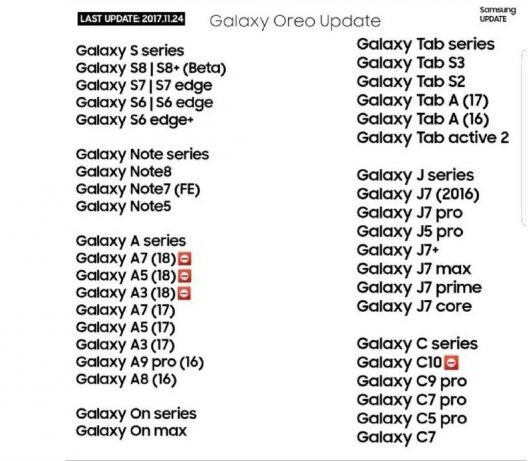 LAST UPDATE: 2017.11.24
Galaxy Oreo Update
Samsung
UPDATE
Galaxy S series
Galaxy S8 | S8+ (Beta)
Galaxy S7 | S7 edge
Galaxy S6 | S6 edge
Galaxy S6 edge+
Galaxy Note series
Galaxy Note8
Galaxy Note7 (FE)
Galaxy Note5
Galaxy A series
Galaxy A7 (18)
Galaxy A5 (18)
Galaxy A3 (18)
Galaxy A7 (17)
Galaxy A5 (17)
Galaxy A3 (17)
Galaxy A9 pro (16)
Galaxy A8 (16)
Galaxy On series
Galaxy On max
Galaxy Tab series
Galaxy Tab S3
Galaxy Tab S2
Galaxy Tab A (17)
Galaxy Tab A (16)
Galaxy Tab active 2
Galaxy J series
Galaxy J7 (2016)
Galaxy J7 pro
Galaxy J5 pro
Galaxy J7+
Galaxy J7 max
Galaxy J7 prime
Galaxy J7 core
Galaxy C series
Galaxy C10
Galaxy C9 pro
Galaxy C7 pro
Galaxy C5 pro
Galaxy C7